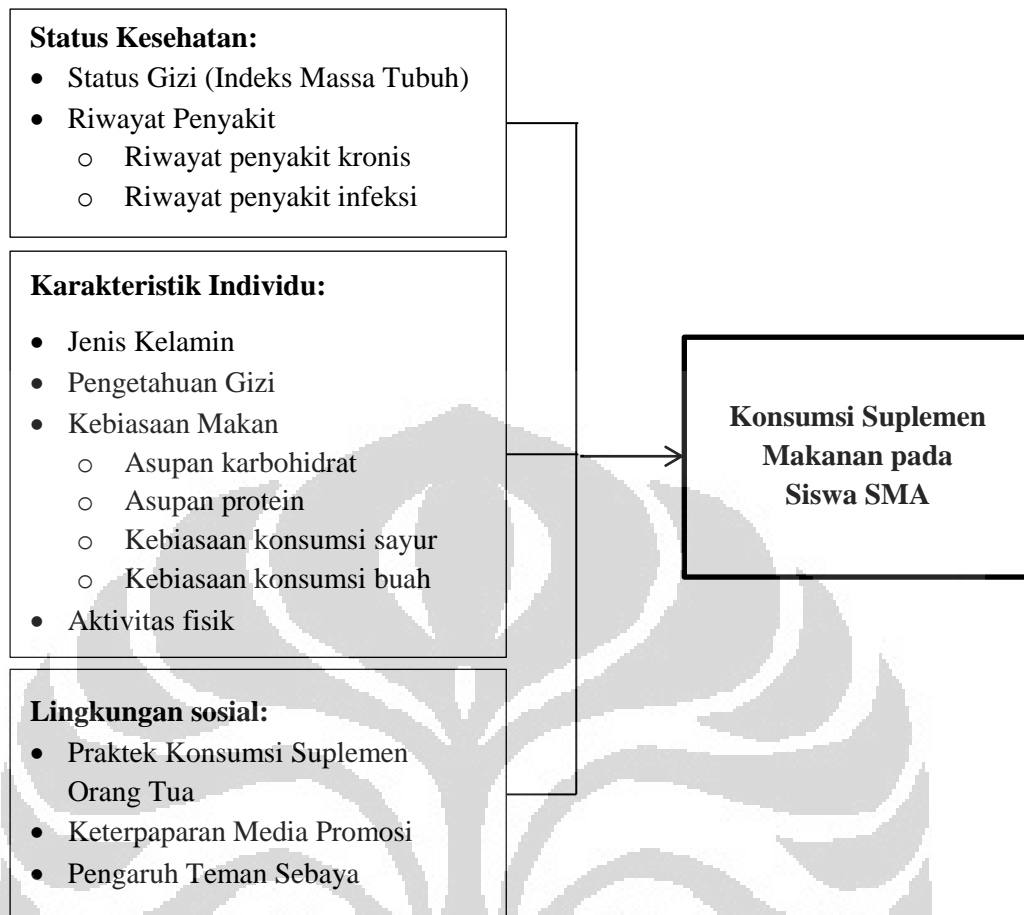 Status Kesehatan:
• Status Gizi (Indeks Massa Tubuh)
• Riwayat Penyakit
o Riwayat penyakit kronis
o Riwayat penyakit infeksi
Karakteristik Individu:
• Jenis Kelamin
• Pengetahuan Gizi
• Kebiasaan Makan
o Asupan karbohidrat
o Asupan protein
o Kebiasaan konsumsi sayur
o Kebiasaan konsumsi buah
• Aktivitas fisik
Lingkungan sosial:
• Praktek Konsumsi Suplemen
Orang Tua
• Keterpaparan Media Promosi
• Pengaruh Teman Sebaya
Konsumsi Suplemen
Makanan pada
Siswa SMA